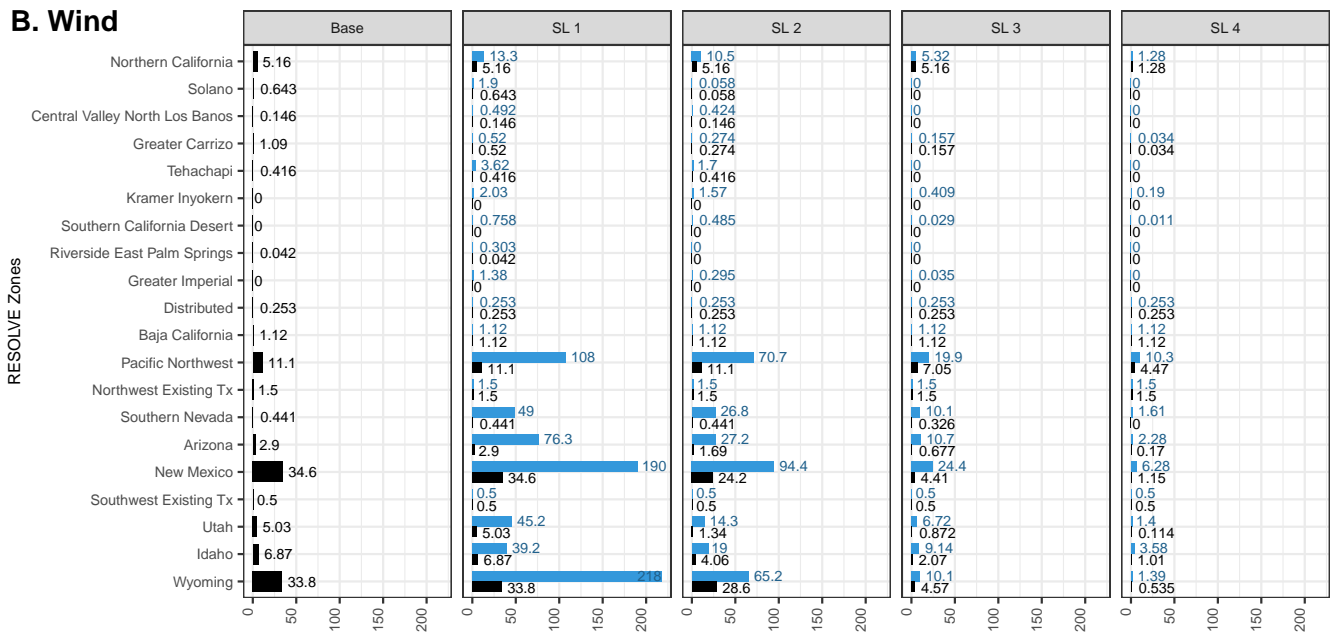 B. Wind
Base SL 1 SL 2 SL 3 SL 4
RESOLVE Zones
Northern California 5.16 13.3 5.16 10.5 5.16 5.32 5.16 1.28 1.28
Solano 0.643 1.9 0.643 0.058 0.058 0 0 0 0
Central Valley North Los Banos 0.146 0.492 0.146 0.424 0.146 0 0 0 0
Greater Carrizo 1.09 0.52 0.52 0.274 0.274 0.157 0.157 0.034 0.034
Tehachapi 0.416 3.62 0.416 1.7 0.416 0 0 0 0
Kramer Inyokern 0 2.03 0 1.57 0 0.409 0 0.19 0
Southern California Desert 0 0.758 0 0.485 0 0.029 0 0.011 0
Riverside East Palm Springs 0.042 0.303 0.042 0 0 0 0 0 0
Greater Imperial 0 1.38 0 0.295 0 0.035 0 0 0
Distributed 0.253 0.253 0.253 0.253 0.253 0.253 0.253 0.253 0.253
Baja California 1.12 1.12 1.12 1.12 1.12 1.12 1.12 1.12 1.12
Pacific Northwest 11.1 108 11.1 70.7 11.1 19.9 7.05 10.3 4.47
Northwest Existing Tx 1.5 1.5 1.5 1.5 1.5 1.5 1.5 1.5 1.5
Southern Nevada 0.441 49 0.441 26.8 0.441 10.1 0.326 1.61 0
Arizona 2.9 76.3 2.9 27.2 1.69 10.7 0.677 2.28 0.17
New Mexico 34.6 190 34.6 94.4 24.2 24.4 4.41 6.28 1.15
Southwest Existing Tx 0.5 0.5 0.5 0.5 0.5 0.5 0.5 0.5 0.5
Utah 5.03 45.2 5.03 14.3 1.34 6.72 0.872 1.4 0.114
Idaho 6.87 39.2 6.87 19 4.06 9.14 2.07 3.58 1.01
Wyoming 33.8 218 33.8 65.2 28.6 10.1 4.57 1.39 0.535
0 50 100 150 200 0 50 100 150 200 0 50 100 150 200 0 50 100 150 200 0 50 100 150 200